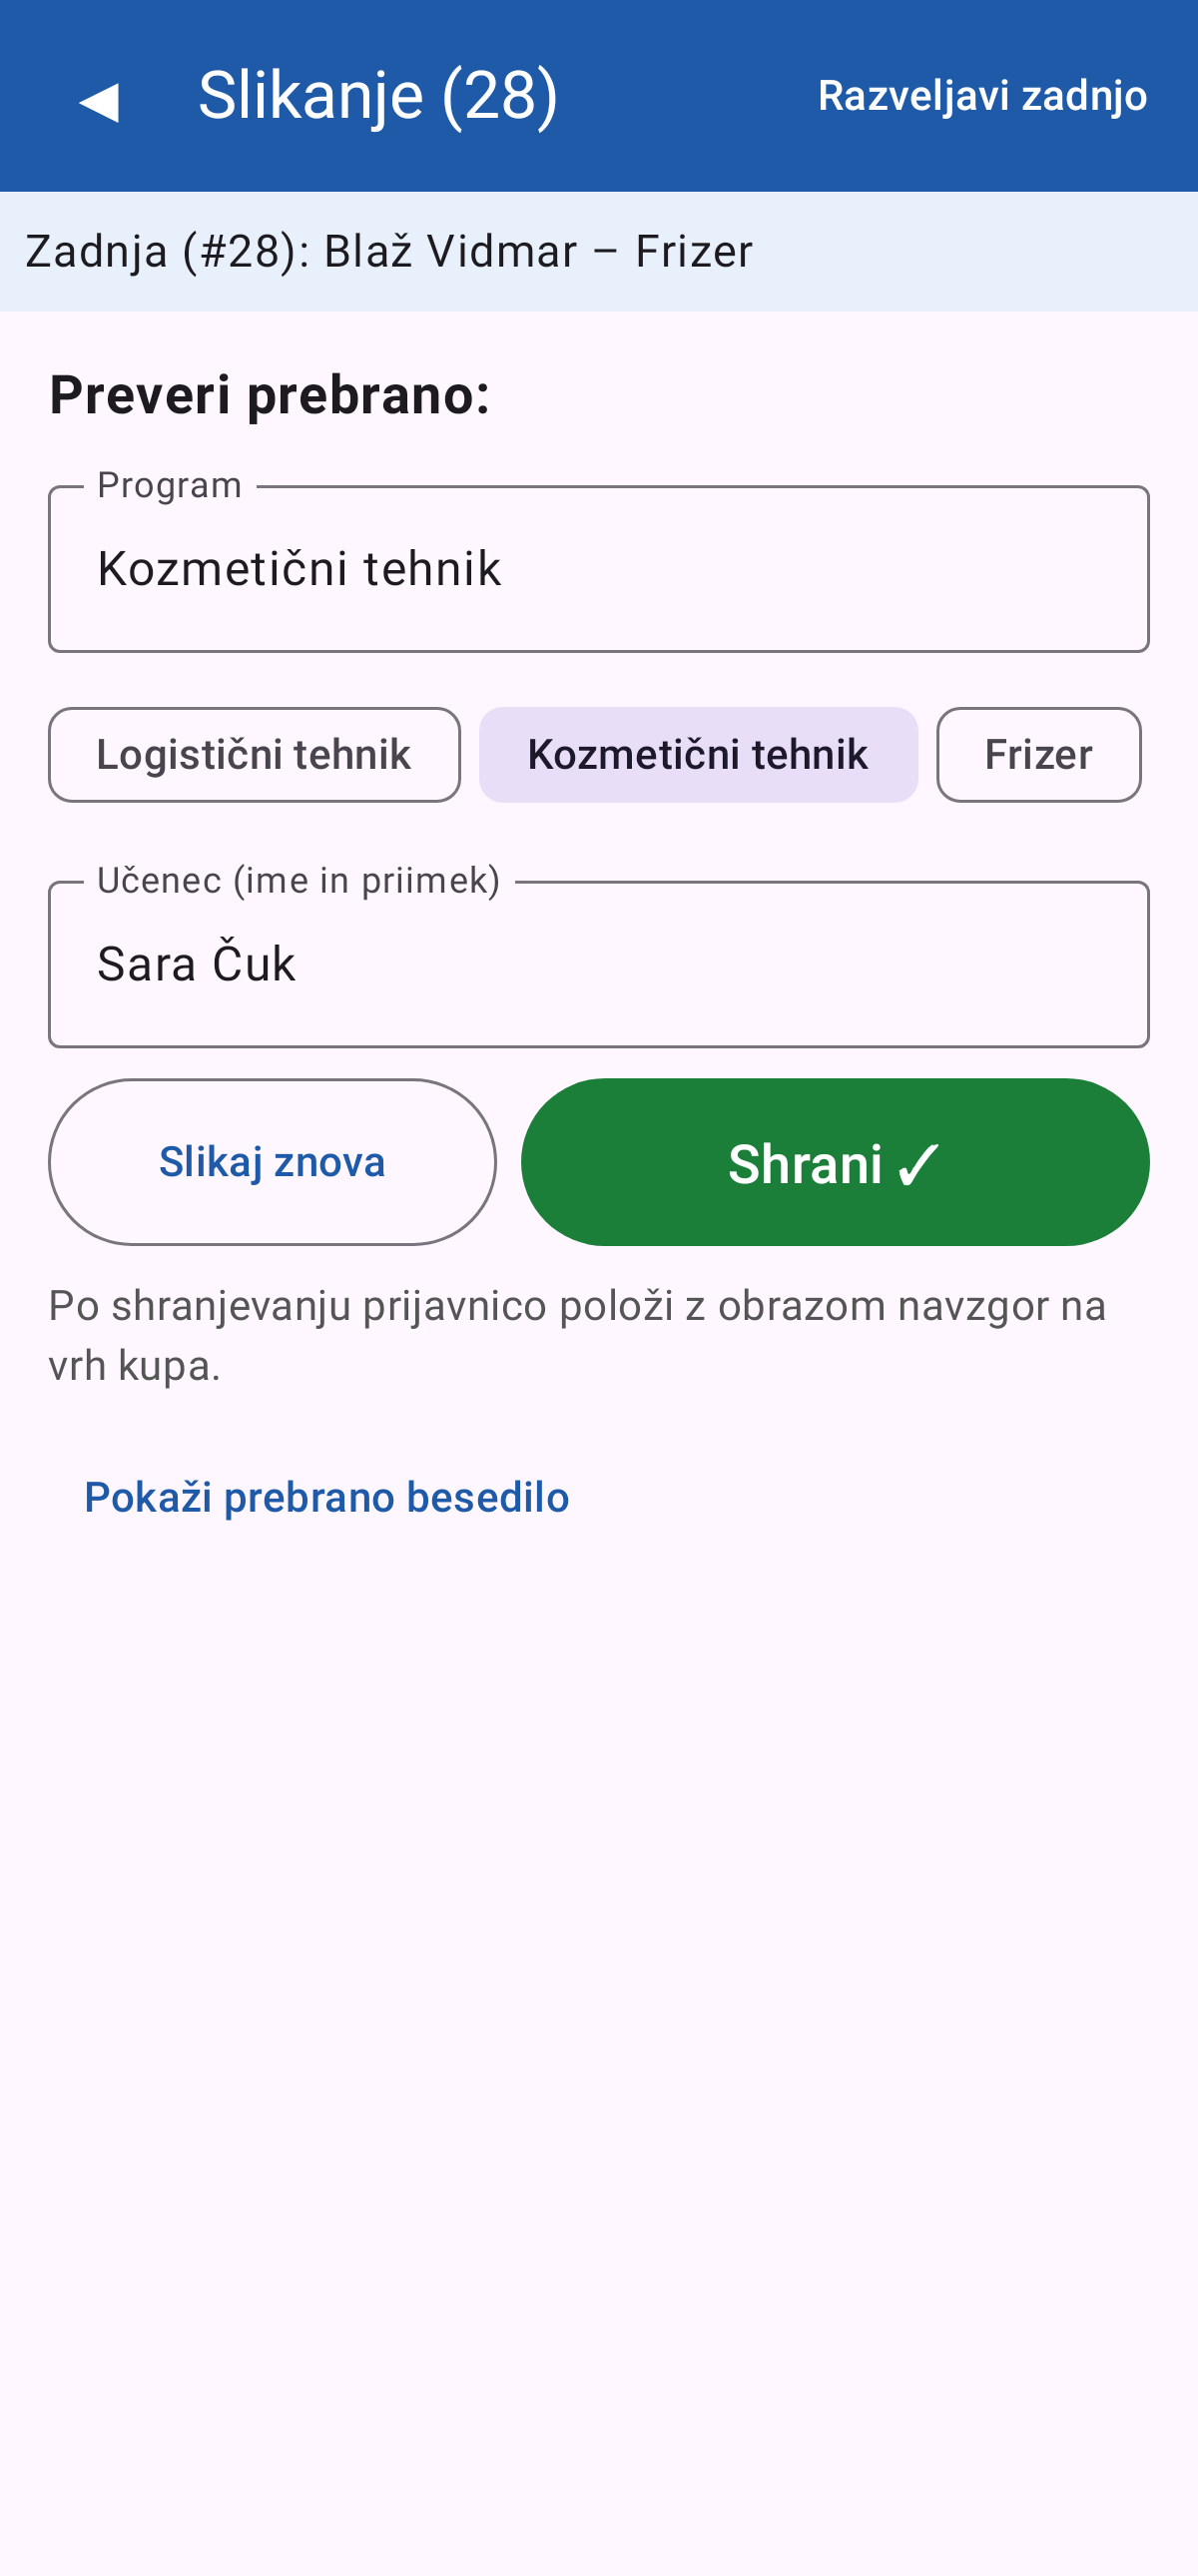 ◀ Slikanje (28) Razveljavi zadnjo
Zadnja (#28): Blaž Vidmar – Frizer
Preveri prebrano:
Program
Kozmetični tehnik
Logistični tehnik Kozmetični tehnik Frizer
Učenec (ime in priimek)
Sara Čuk
Slikaj znova Shrani ✓
Po shranjevanju prijavnico položi z obrazom navzgor na
vrh kupa.
Pokaži prebrano besedilo